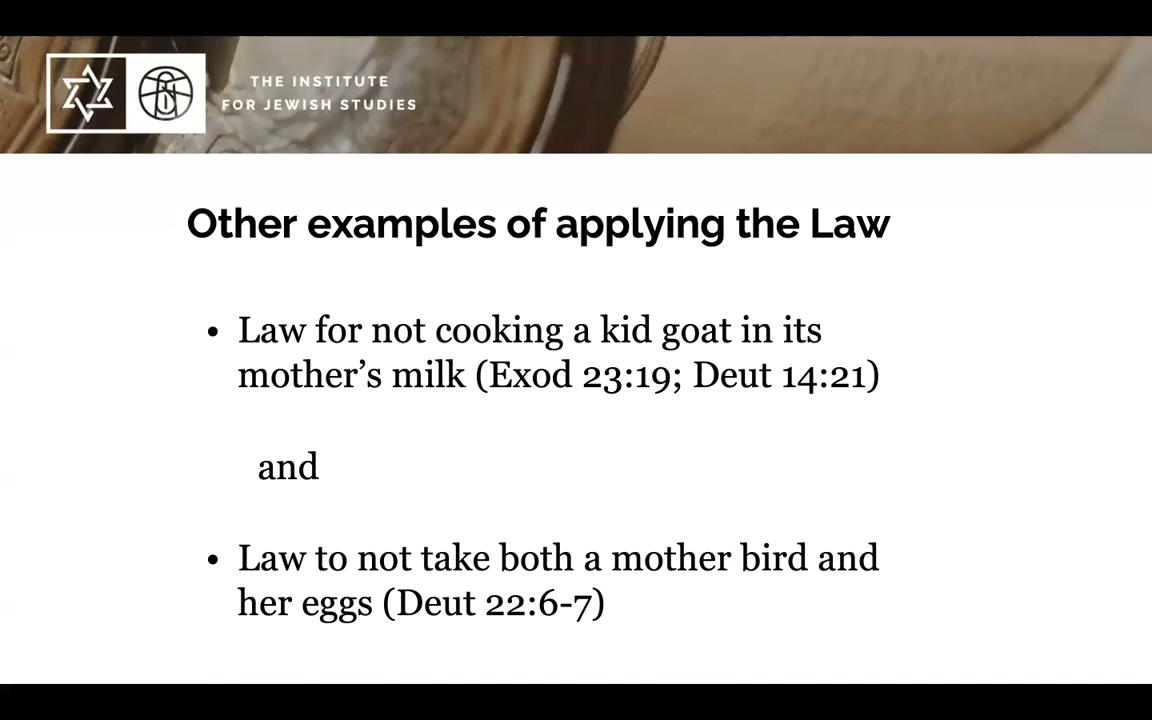 THE INSTITUTE
FOR JEWISH STUDIES
Other examples of applying the Law
• Law for not cooking a kid goat in its
mother’s milk (Exod 23:19; Deut 14:21)
and
• Law to not take both a mother bird and
her eggs (Deut 22:6-7)